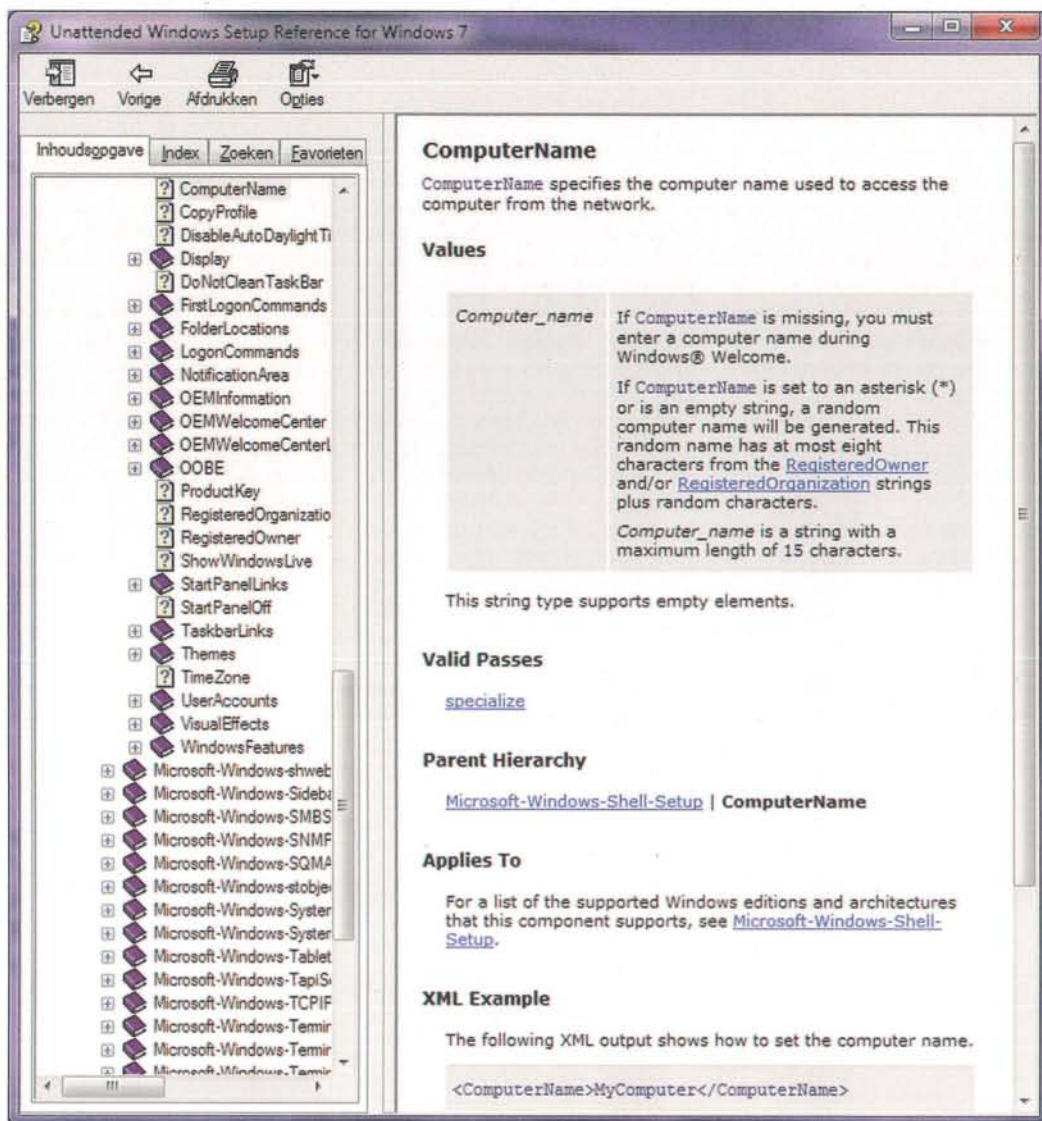 Unattended Windows Setup Reference for Windows 7
Verbergen Vorige Afdrukken Opties
Inhoudsopgave Index Zoeken Favorieten
ComputerName
CopyProfile
DisableAutoDaylightTi
Display
DoNotCleanTaskBar
FirstLogonCommands
FolderLocations
LogonCommands
NotificationArea
OEMInformation
OEMWelcomeCenter
OEMWelcomeCenterL
OOBE
ProductKey
RegisteredOrganizatio
RegisteredOwner
ShowWindowsLive
StartPanelLinks
StartPanelOff
TaskbarLinks
Themes
TimeZone
UserAccounts
VisualEffects
WindowsFeatures
Microsoft-Windows-shweb
Microsoft-Windows-Sideba
Microsoft-Windows-SMBS
Microsoft-Windows-SNMP
Microsoft-Windows-SQMA
Microsoft-Windows-stobje
Microsoft-Windows-System
Microsoft-Windows-System
Microsoft-Windows-Tablet
Microsoft-Windows-TapiS
Microsoft-Windows-TCPIP
Microsoft-Windows-Termin
Microsoft-Windows-Termin
Microsoft-Windows-Termin
ComputerName
ComputerName specifies the computer name used to access the
computer from the network.
Values
Computer_name
If ComputerName is missing, you must
enter a computer name during
Windows® Welcome.
If ComputerName is set to an asterisk (*)
or is an empty string, a random
computer name will be generated. This
random name has at most eight
characters from the RegisteredOwner
and/or RegisteredOrganization strings
plus random characters.
Computer_name is a string with a
maximum length of 15 characters.
This string type supports empty elements.
Valid Passes
specialize
Parent Hierarchy
Microsoft-Windows-Shell-Setup | ComputerName
Applies To
For a list of the supported Windows editions and architectures
that this component supports, see Microsoft-Windows-Shell-
Setup.
XML Example
The following XML output shows how to set the computer name.
<ComputerName>MyComputer</ComputerName>